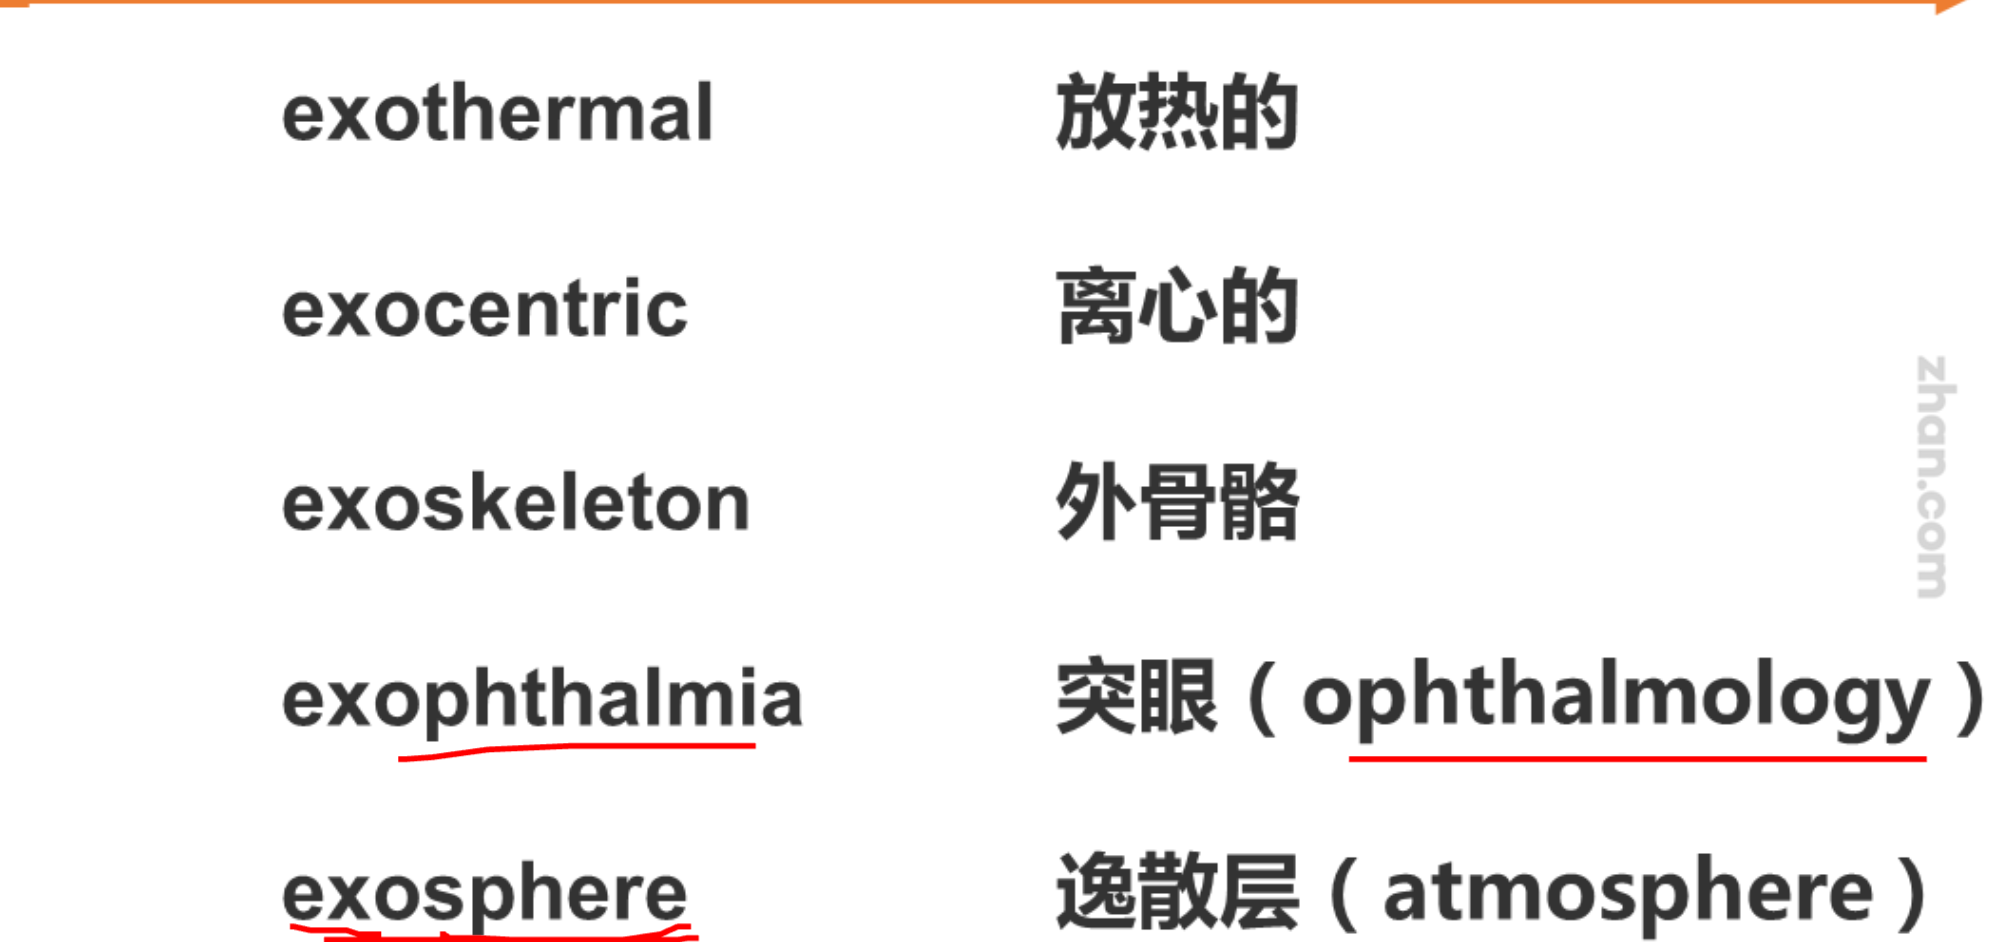 exothermal 放热的
exocentric 离心的
exoskeleton 外骨骼
exophthalmia 突眼（ophthalmology）
exosphere 逸散层（atmosphere）
zhan.com